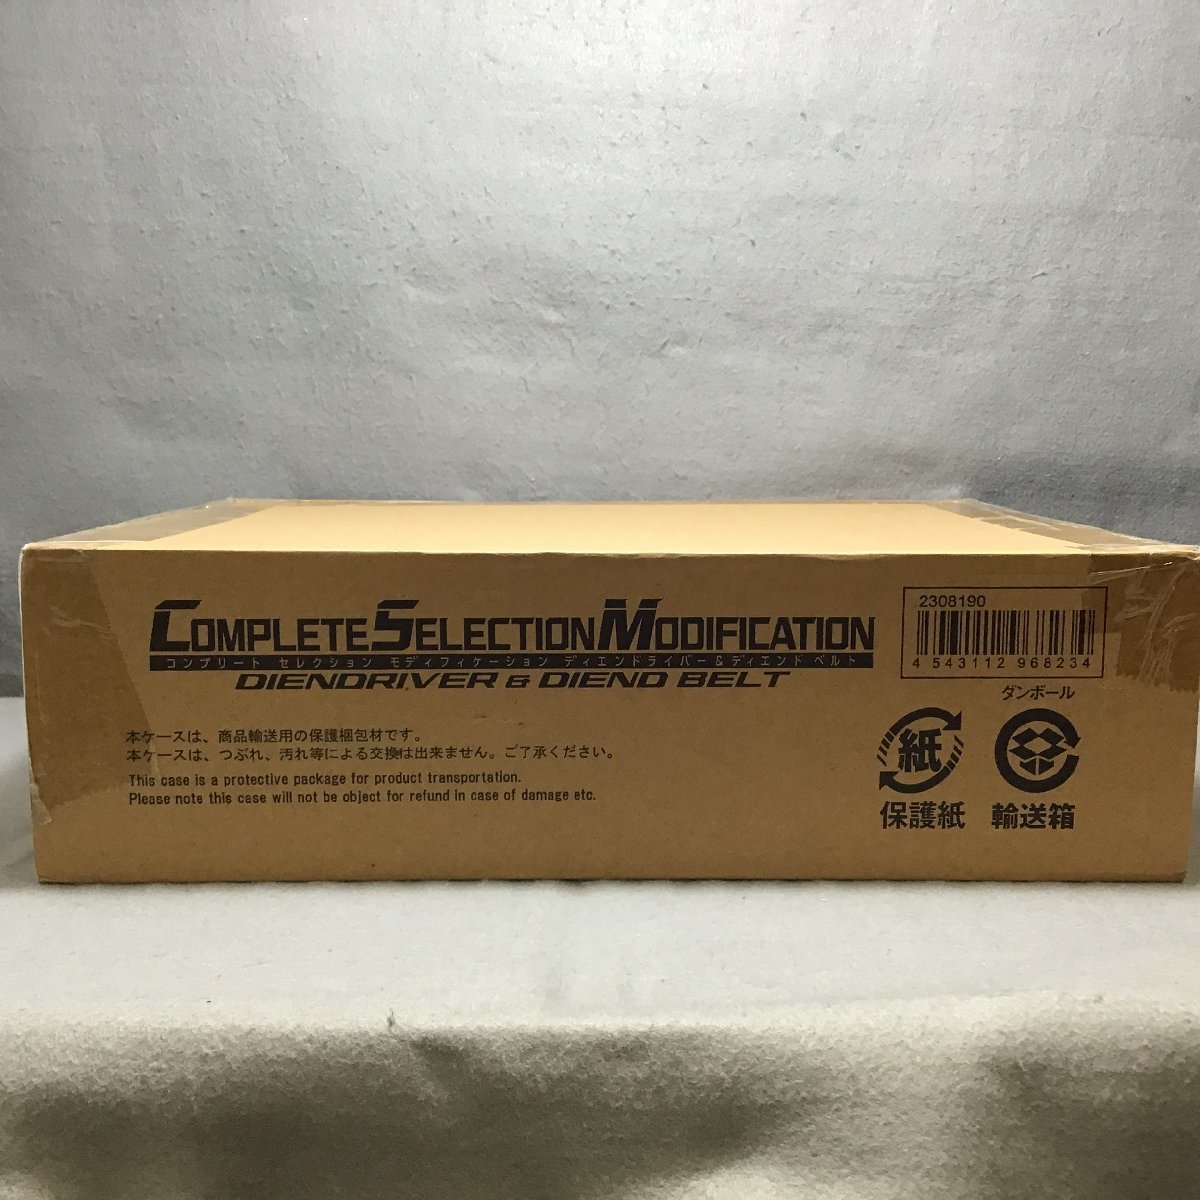 COMPLETE SELECTION MODIFICATION
コンプリート セレクション モディフィケーション ディエンドライバー&ディエンドベルト
DIENDRIVER & DIEND BELT
本ケースは、商品輸送用の保護梱包材です。
本ケースは、つぶれ、汚れ等による交換は出来ません。ご了承ください。
This case is a protective package for product transportation.
Please note this case will not be object for refund in case of damage etc.
2308190
4 543112 968234
ダンボール
紙
保護紙
輸送箱